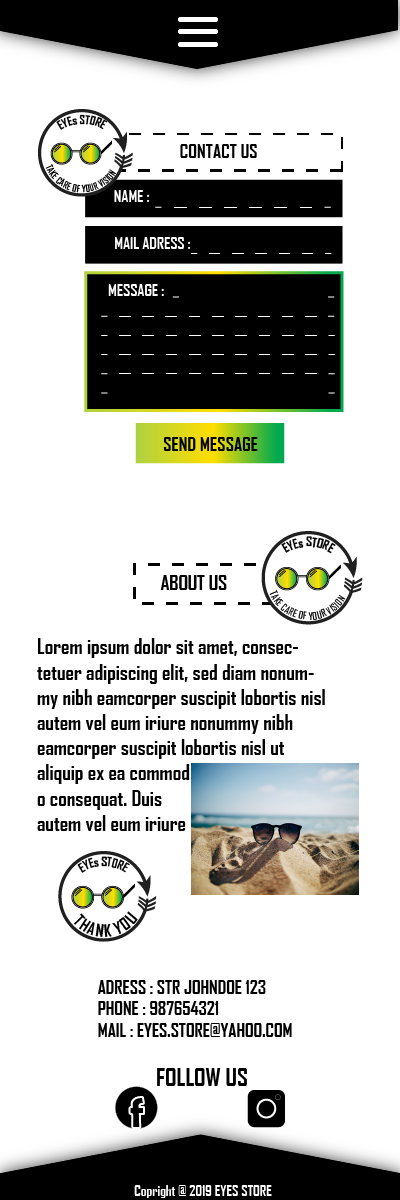 EYEs STORE
TAKE CARE OF YOUR VISION
CONTACT US
NAME :
MAIL ADRESS :
MESSAGE :
SEND MESSAGE
EYEs STORE
TAKE CARE OF YOUR VISION
ABOUT US
Lorem ipsum dolor sit amet, consec-
tetuer adipiscing elit, sed diam nonum-
my nibh eamcorper suscipit lobortis nisl
autem vel eum iriure nonummy nibh
eamcorper suscipit lobortis nisl ut
aliquip ex ea commod
o consequat. Duis
autem vel eum iriure
EYEs STORE
THANK YOU
ADRESS : STR JOHNDOE 123
PHONE : 987654321
MAIL : EYES.STORE@YAHOO.COM
FOLLOW US
Copright @ 2019 EYES STORE